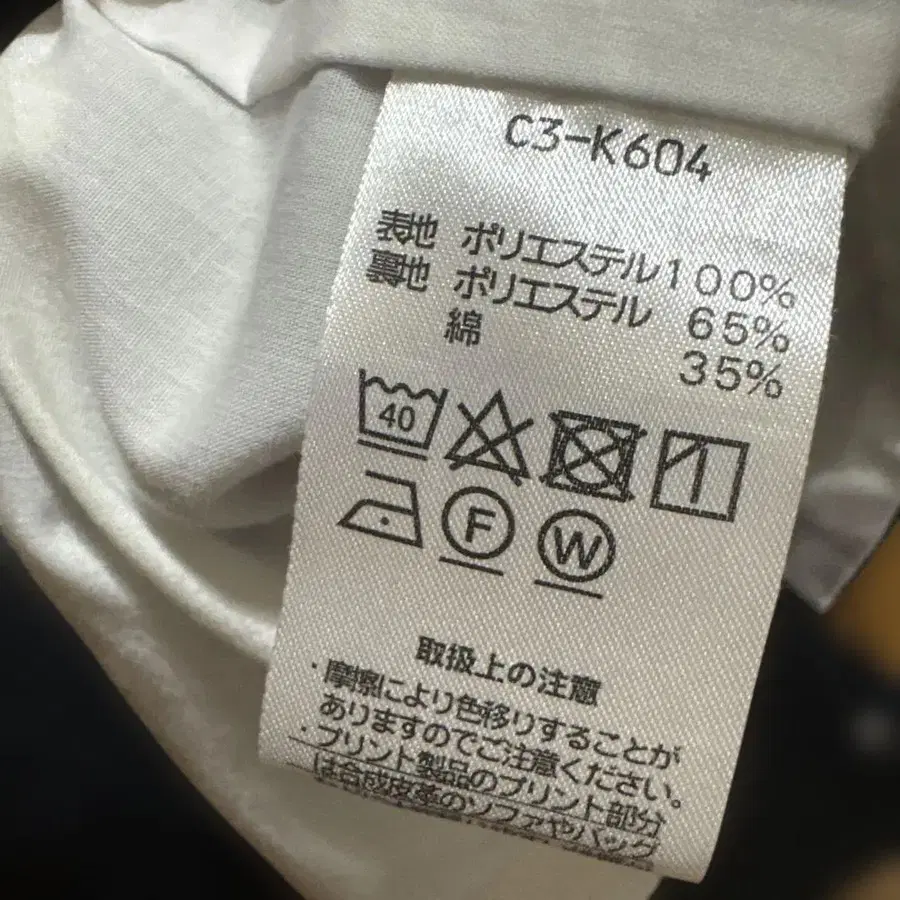 C3-K604
表地 ポリエステル100%
裏地 ポリエステル 65%
綿 35%
40
F W
取扱上の注意
・摩擦により色移りすることが
ありますのでご注意ください。
・プリント製品のプリント部分
は合成皮革のソファやバッグ